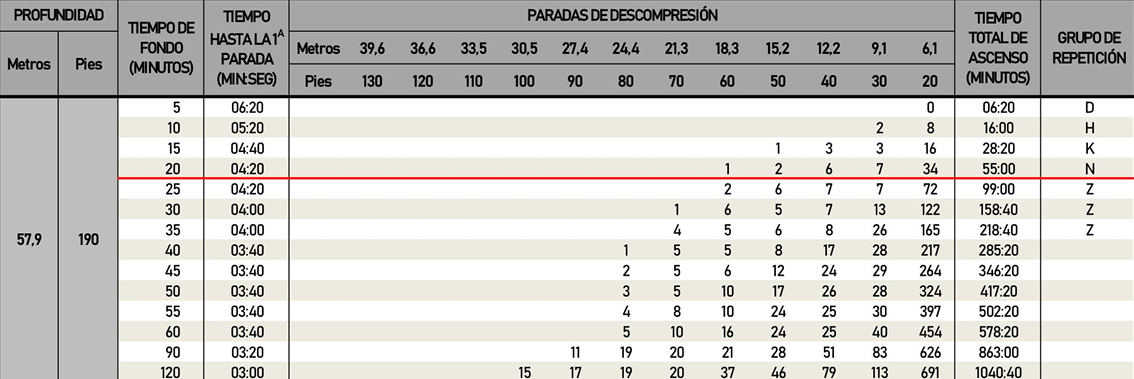 PROFUNDIDAD TIEMPO DE FONDO (MINUTOS) TIEMPO HASTA LA 1ᴬ PARADA (MIN:SEG) PARADAS DE DESCOMPRESIÓN TIEMPO TOTAL DE ASCENSO (MINUTOS) GRUPO DE REPETICIÓN
Metros Pies Metros 39,6 36,6 33,5 30,5 27,4 24,4 21,3 18,3 15,2 12,2 9,1 6,1
Pies 130 120 110 100 90 80 70 60 50 40 30 20
57,9 190
5 06:20 0 06:20 D
10 05:20 2 8 16:00 H
15 04:40 1 3 3 16 28:20 K
20 04:20 1 2 6 7 34 55:00 N
25 04:20 2 6 7 7 72 99:00 Z
30 04:00 1 6 5 7 13 122 158:40 Z
35 04:00 4 5 6 8 26 165 218:40 Z
40 03:40 1 5 5 8 17 28 217 285:20
45 03:40 2 5 6 12 24 29 264 346:20
50 03:40 3 5 10 17 26 28 324 417:20
55 03:40 4 8 10 24 25 30 397 502:20
60 03:40 5 10 16 24 25 40 454 578:20
90 03:20 11 19 20 21 28 51 83 626 863:00
120 03:00 15 17 19 20 37 46 79 113 691 1040:40